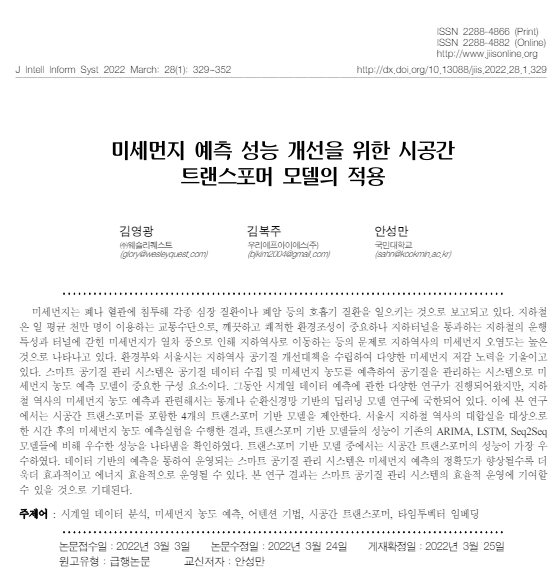 ISSN 2288-4866 (Print)
ISSN 2288-4882 (Online)
http://www.jiisonline.org
J Intell Inform Syst 2022 March: 28(1): 329~352
http://dx.doi.org/10.13088/jiis.2022.28.1.329
미세먼지 예측 성능 개선을 위한 시공간
트랜스포머 모델의 적용
김영광
김복주
안성만
㈜웨슬리퀘스트
우리에프아이에스(주)
국민대학교
(glory@wesleyquest.com)
(bjkim2004@gmail.com)
(sahn@kookmin.ac.kr)
미세먼지는 폐나 혈관에 침투해 각종 심장 질환이나 폐암 등의 호흡기 질환을 일으키는 것으로 보고되고 있다. 지하철
은 일 평균 천만 명이 이용하는 교통수단으로, 깨끗하고 쾌적한 환경조성이 중요하나 지하터널을 통과하는 지하철의 운행
특성과 터널에 갇힌 미세먼지가 열차 풍으로 인해 지하역사로 이동하는 등의 문제로 지하역사의 미세먼지 오염도는 높은
것으로 나타나고 있다. 환경부와 서울시는 지하역사 공기질 개선대책을 수립하여 다양한 미세먼지 저감 노력을 기울이고
있다. 스마트 공기질 관리 시스템은 공기질 데이터 수집 및 미세먼지 농도를 예측하여 공기질을 관리하는 시스템으로 미
세먼지 농도 예측 모델이 중요한 구성 요소이다. 그동안 시계열 데이터 예측에 관한 다양한 연구가 진행되어왔지만, 지하
철 역사의 미세먼지 농도 예측과 관련해서는 통계나 순환신경망 기반의 딥러닝 모델 연구에 국한되어 있다. 이에 본 연구
에서는 시공간 트랜스포머를 포함한 4개의 트랜스포머 기반 모델을 제안한다. 서울시 지하철 역사의 대합실을 대상으로
한 시간 후의 미세먼지 농도 예측실험을 수행한 결과, 트랜스포머 기반 모델들의 성능이 기존의 ARIMA, LSTM, Seq2Seq
모델들에 비해 우수한 성능을 나타냄을 확인하였다. 트랜스포머 기반 모델 중에서는 시공간 트랜스포머의 성능이 가장 우
수하였다. 데이터 기반의 예측을 통하여 운영되는 스마트 공기질 관리 시스템은 미세먼지 예측의 정확도가 향상될수록 더
욱더 효과적이고 에너지 효율적으로 운영될 수 있다. 본 연구 결과는 스마트 공기질 관리 시스템의 효율적 운영에 기여할
수 있을 것으로 기대된다.
주제어 : 시계열 데이터 분석, 미세먼지 농도 예측, 어텐션 기법, 시공간 트랜스포머, 타임투벡터 임베딩
논문접수일 : 2022년 3월 3일 논문수정일 : 2022년 3월 24일 게재확정일 : 2022년 3월 25일
원고유형 : 급행논문 교신저자 : 안성만